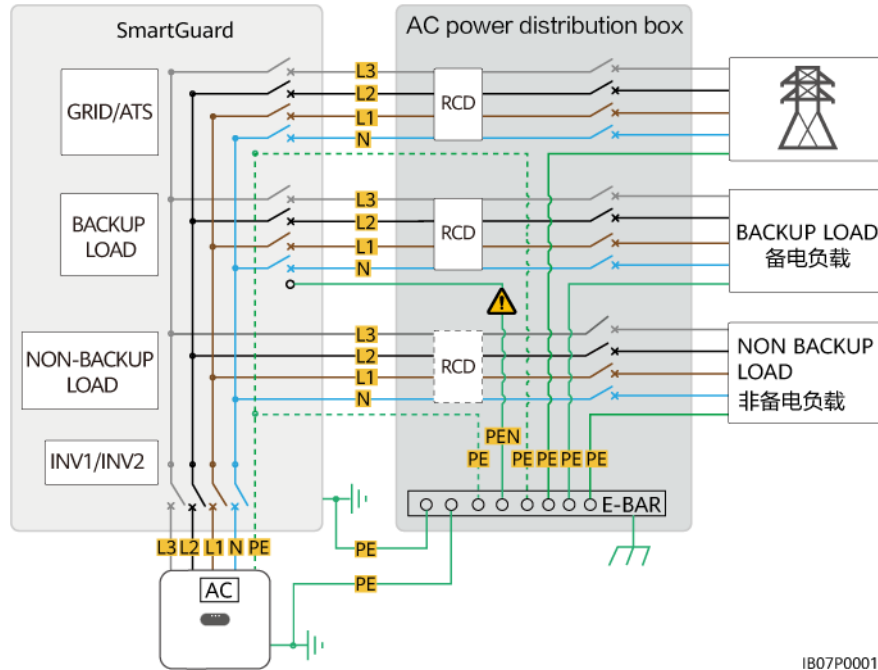 SmartGuard
AC power distribution box
GRID/ATS
L3
L2
L1
N
RCD
BACKUP
LOAD
L3
L2
L1
N
RCD
BACKUP LOAD
备电负载
NON-BACKUP
LOAD
L3
L2
L1
N
RCD
NON BACKUP
LOAD
非备电负载
INV1/INV2
PEN
PE
PE
PE
PE
PE
E-BAR
L3
L2
L1
N
PE
PE
PE
AC
IB07P0001